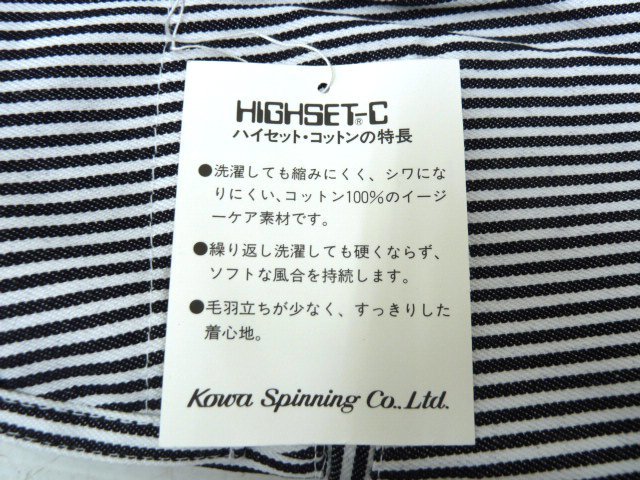 HIGHSET®-C
ハイセット・コットンの特長
●洗濯しても縮みにくく、シワにな
りにくい、コットン100%のイージ
ーケア素材です。
●繰り返し洗濯しても硬くならず、
ソフトな風合を持続します。
●毛羽立ちが少なく、すっきりした
着心地。
Kowa Spinning Co., Ltd.